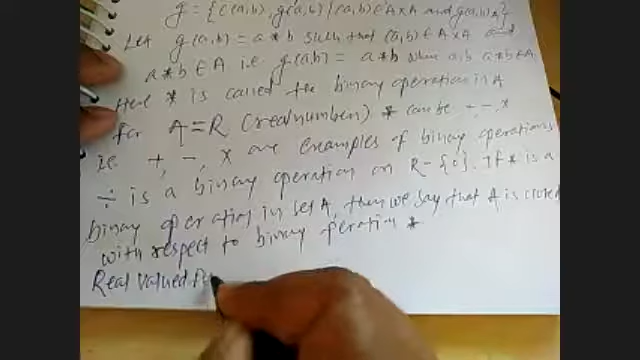 g = {((a,b), g(a,b)) | (a,b) ∈ A×A and g(a,b)
Let g(a,b) = a * b such that (a,b) ∈ A×A and
a * b ∈ A i.e. g(a,b) = a * b where a,b a*b ∈ A
Here * is called the binary operation in A
For A = R (real number) * can be + - ×
i.e. +, -, × are examples of binary operations
÷ is a binary operation on R-{0}. If * is a
binary operation in set A, then we say that A is closed
with respect to binary operation *
Real valued